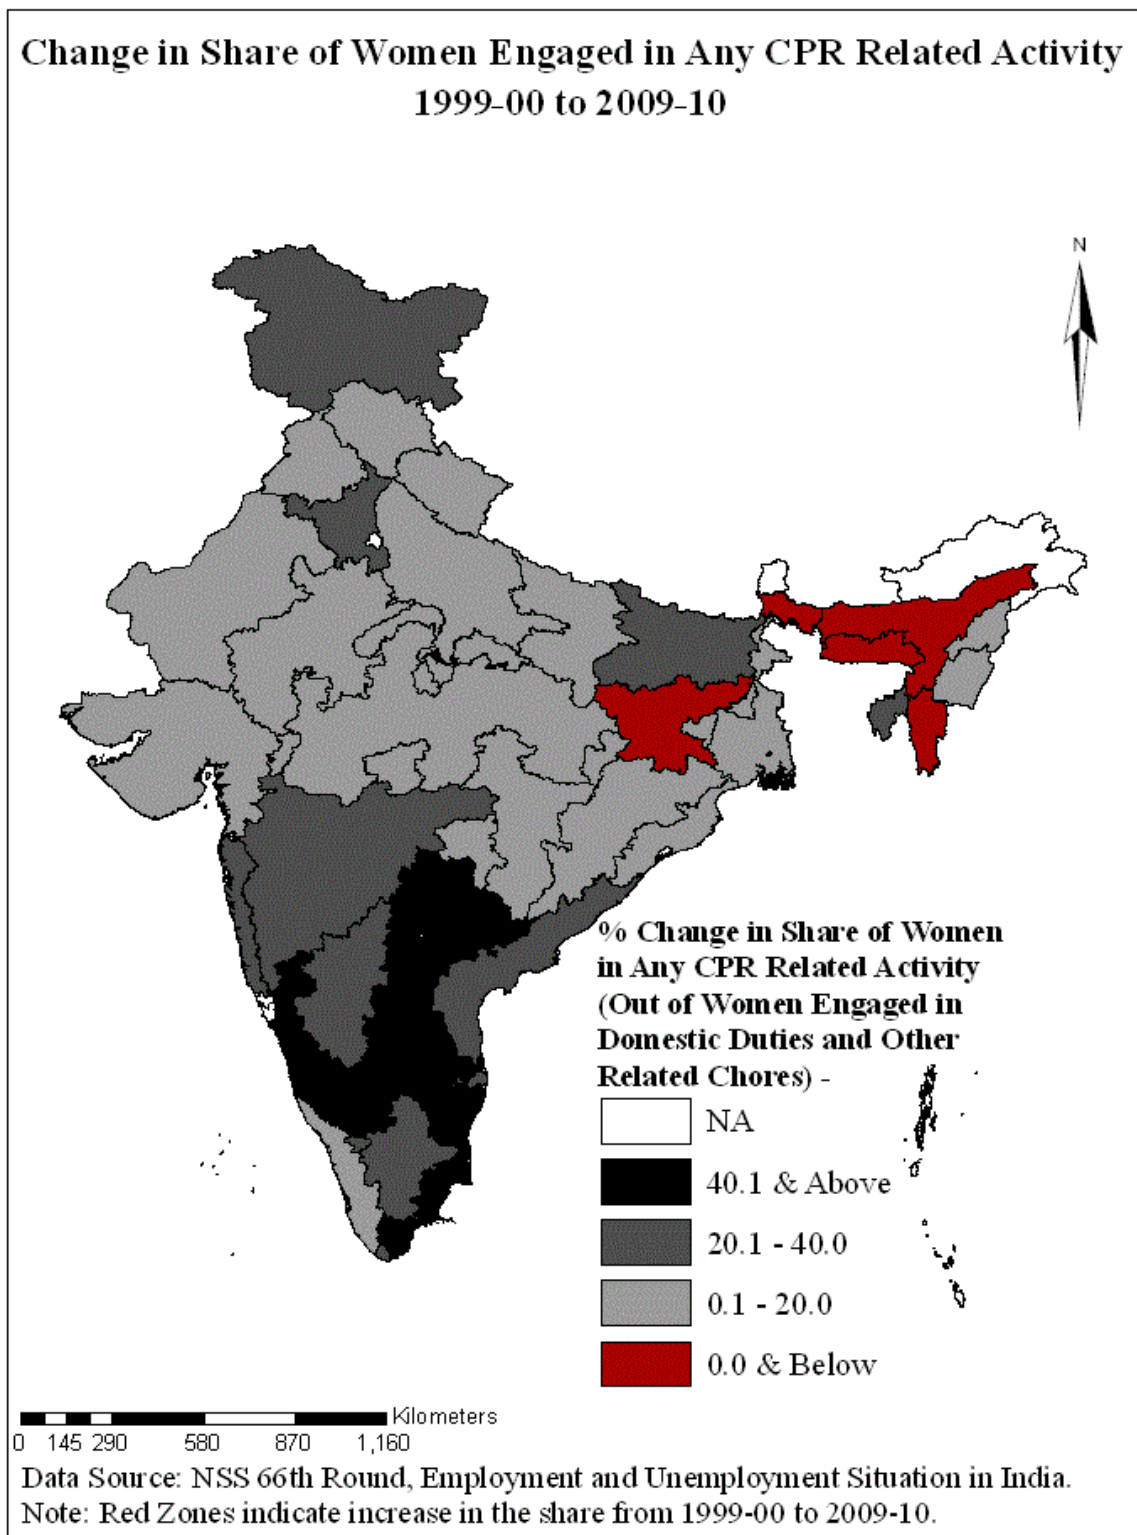 Change in Share of Women Engaged in Any CPR Related Activity
1999-00 to 2009-10
N
% Change in Share of Women
in Any CPR Related Activity
(Out of Women Engaged in
Domestic Duties and Other
Related Chores) -
NA
40.1 & Above
20.1 - 40.0
0.1 - 20.0
0.0 & Below
Kilometers
0 145 290 580 870 1,160
Data Source: NSS 66th Round, Employment and Unemployment Situation in India.
Note: Red Zones indicate increase in the share from 1999-00 to 2009-10.